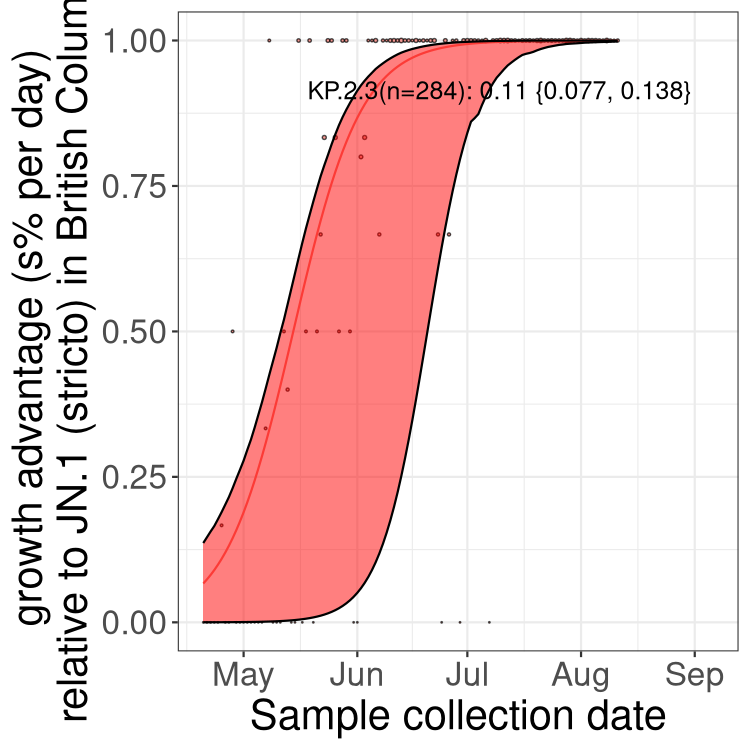 growth advantage (s% per day)
relative to JN.1 (stricto) in British Colum
1.00
0.75
0.50
0.25
0.00
KP.2.3(n=284): 0.11 {0.077, 0.138}
May Jun Jul Aug Sep
Sample collection date